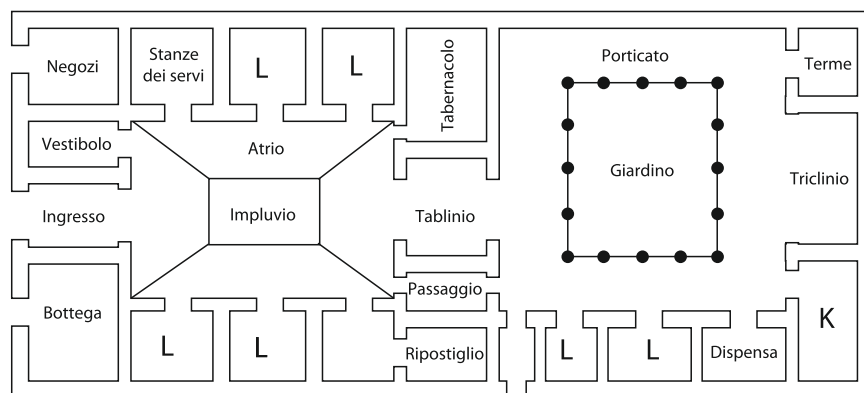 Negozi
Stanze
dei servi
L
L
Tabernacolo
Porticato
Terme
Vestibolo
Atrio
Giardino
Triclinio
Ingresso
Impluvio
Tablinio
Passaggio
Bottega
L
L
Ripostiglio
L
L
Dispensa
K